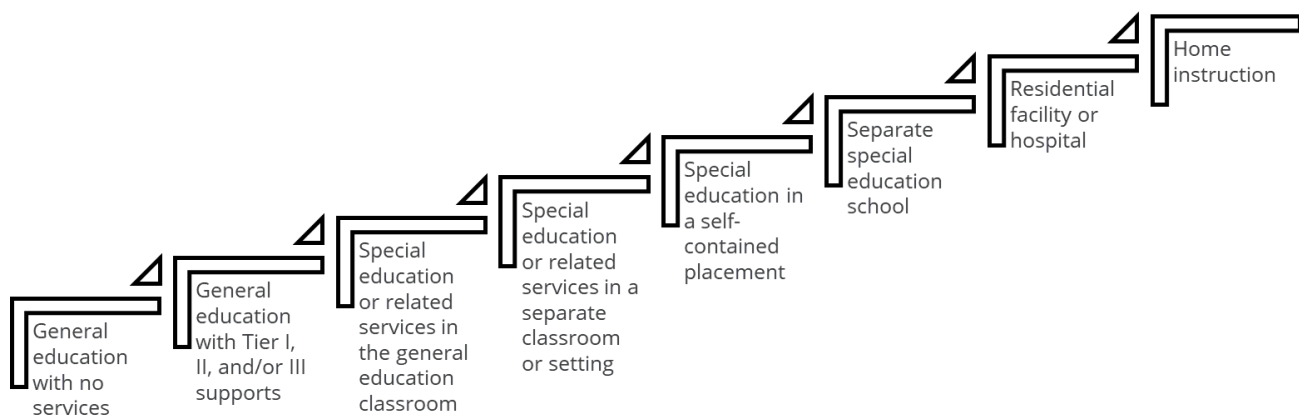 General
education
with no
services
General
education
with Tier I,
II, and/or III
supports
Special
education
or related
services in
the general
education
classroom
Special
education
or related
services in a
separate
classroom
or setting
Special
education in
a self-
contained
placement
Separate
special
education
school
Residential
facility or
hospital
Home
instruction